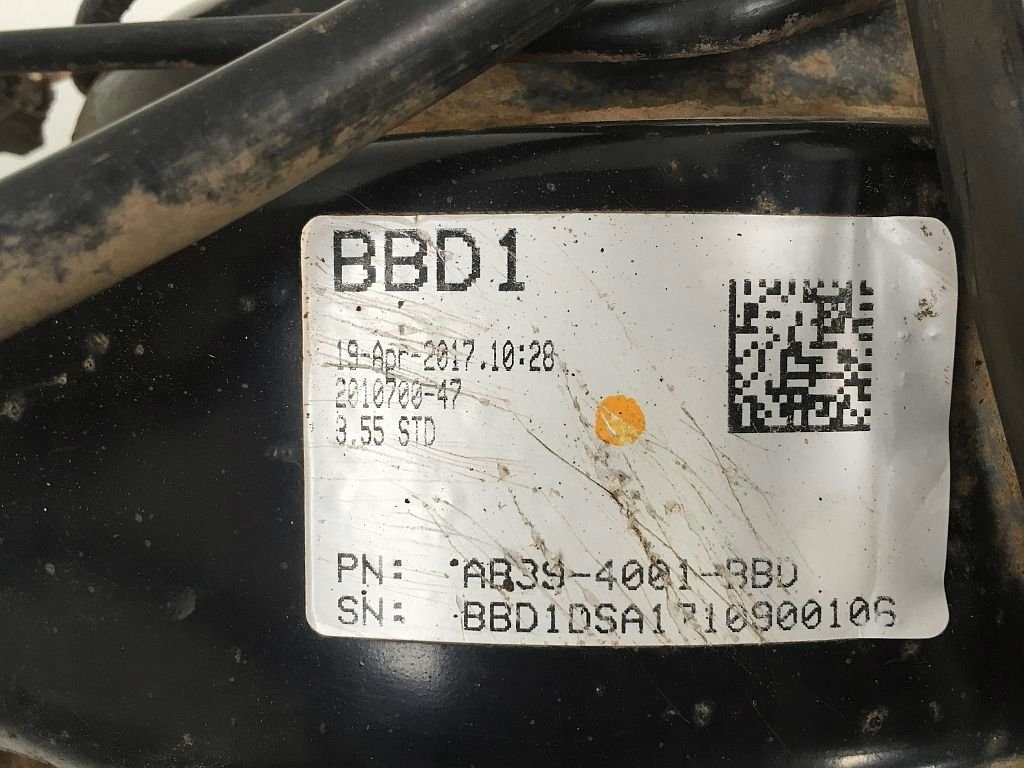 BBD1
19-Apr-2017.10:28
2010700-47
3.55 STD
PN: AB39-4001-BBD
SN: BBD1DSA1710900106